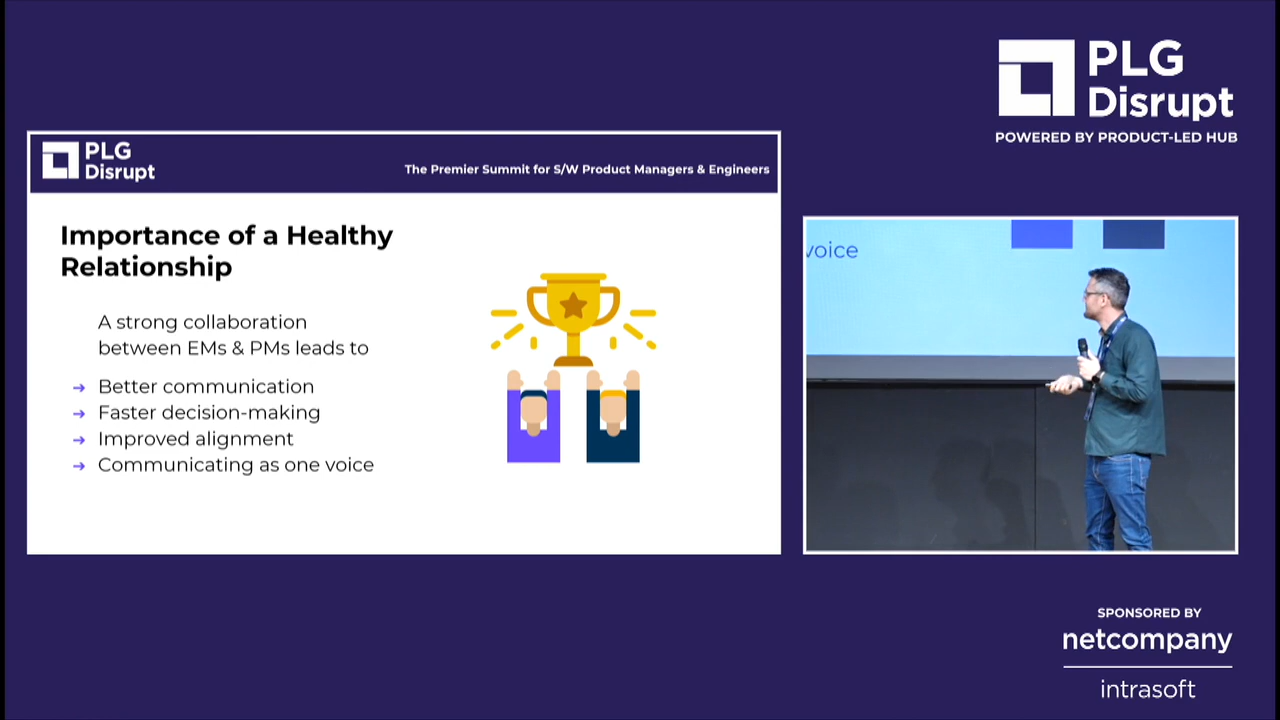 PLG
Disrupt
POWERED BY PRODUCT-LED HUB
PLG
Disrupt
The Premier Summit for S/W Product Managers & Engineers
Importance of a Healthy
Relationship
A strong collaboration
between EMs & PMs leads to
→ Better communication
→ Faster decision-making
→ Improved alignment
→ Communicating as one voice
voice
SPONSORED BY
netcompany
intrasoft